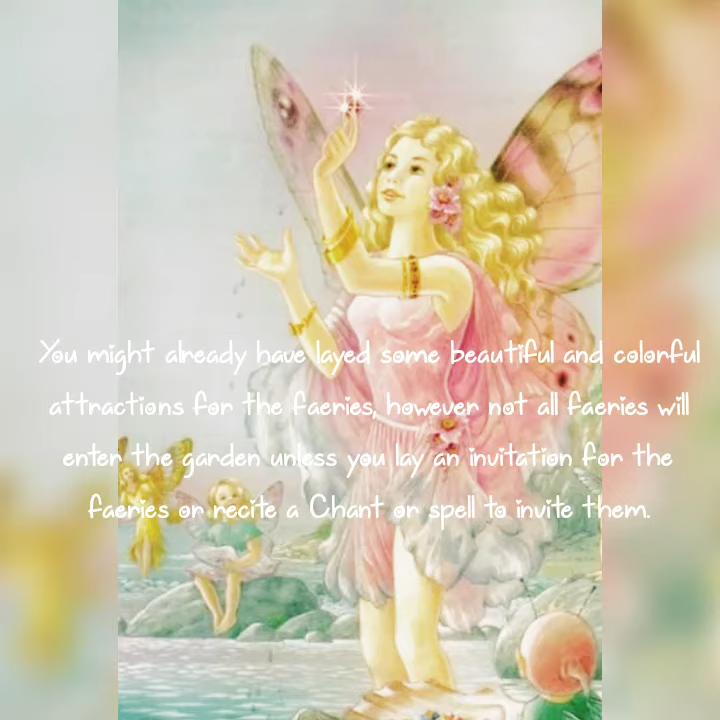 You might already have layed some beautiful and colorful
attractions for the faeries, however not all faeries will
enter the garden unless you lay an invitation for the
faeries or recite a Chant or spell to invite them.